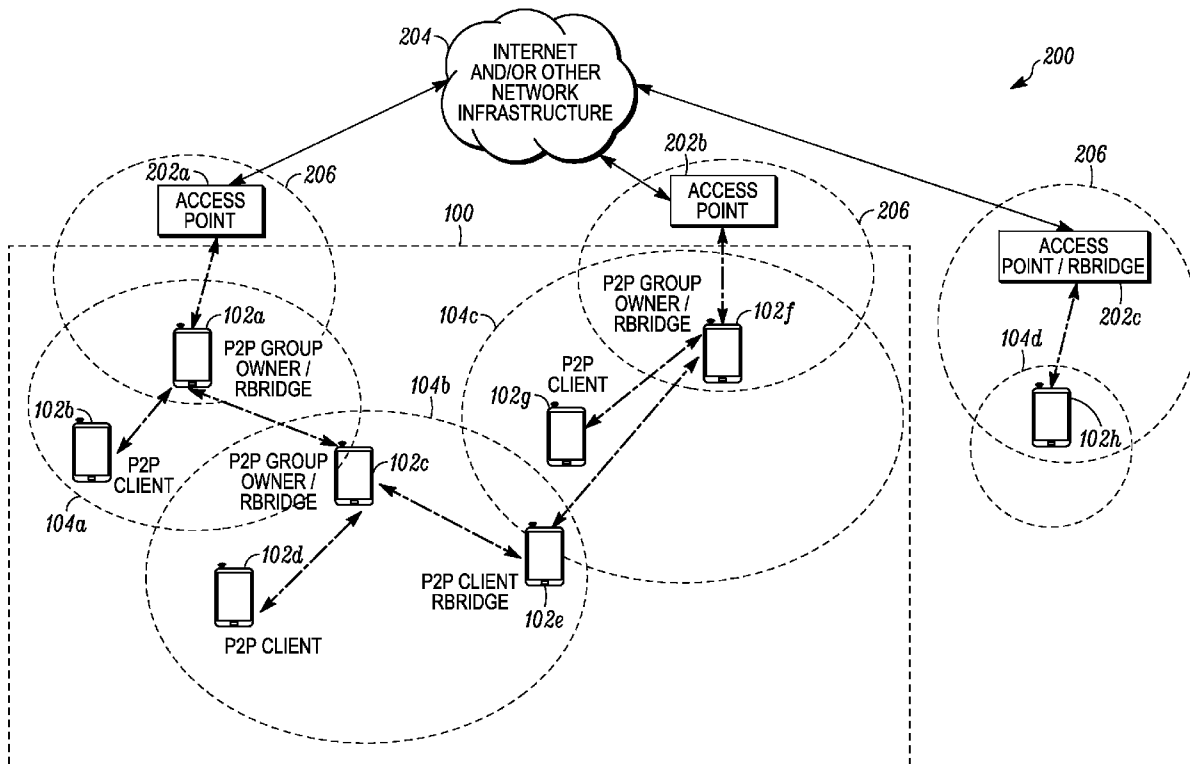 204
INTERNET
AND/OR OTHER
NETWORK
INFRASTRUCTURE
200
202a
ACCESS
POINT
206
202b
ACCESS
POINT
206
206
ACCESS
POINT / RBRIDGE
202c
100
102a
P2P GROUP
OWNER /
RBRIDGE
104c
P2P GROUP
OWNER /
RBRIDGE
102f
104d
102h
102b
P2P
CLIENT
104a
104b
P2P
CLIENT
102g
P2P GROUP
OWNER /
RBRIDGE
102c
102d
P2P CLIENT
P2P CLIENT
RBRIDGE
102e